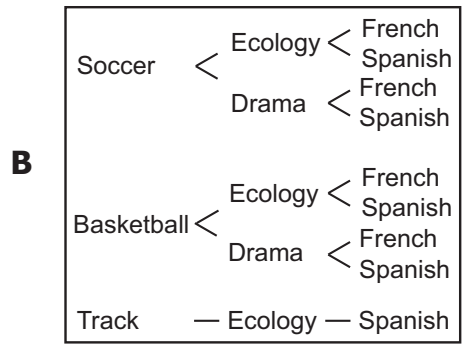 B
Soccer
Ecology
French
Spanish
Drama
French
Spanish
Basketball
Ecology
French
Spanish
Drama
French
Spanish
Track — Ecology — Spanish